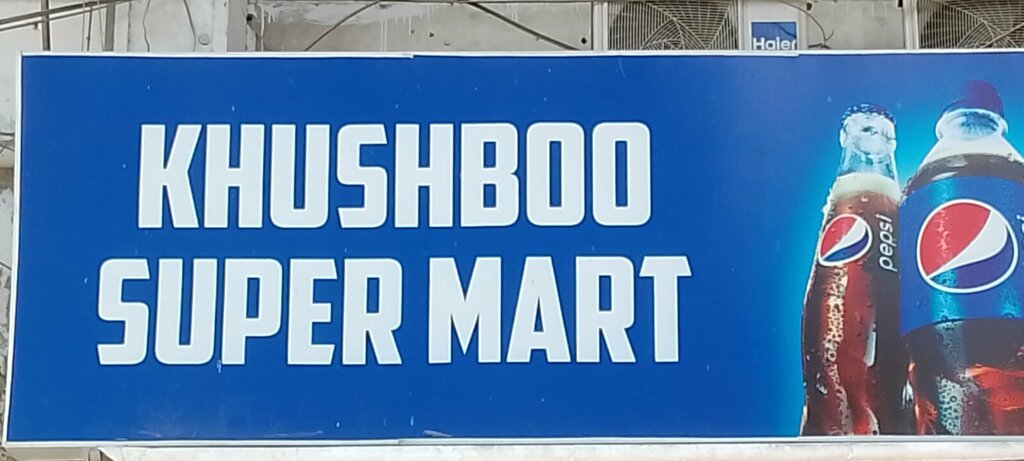 Haier
KHUSHBOO
SUPER MART
pepsi